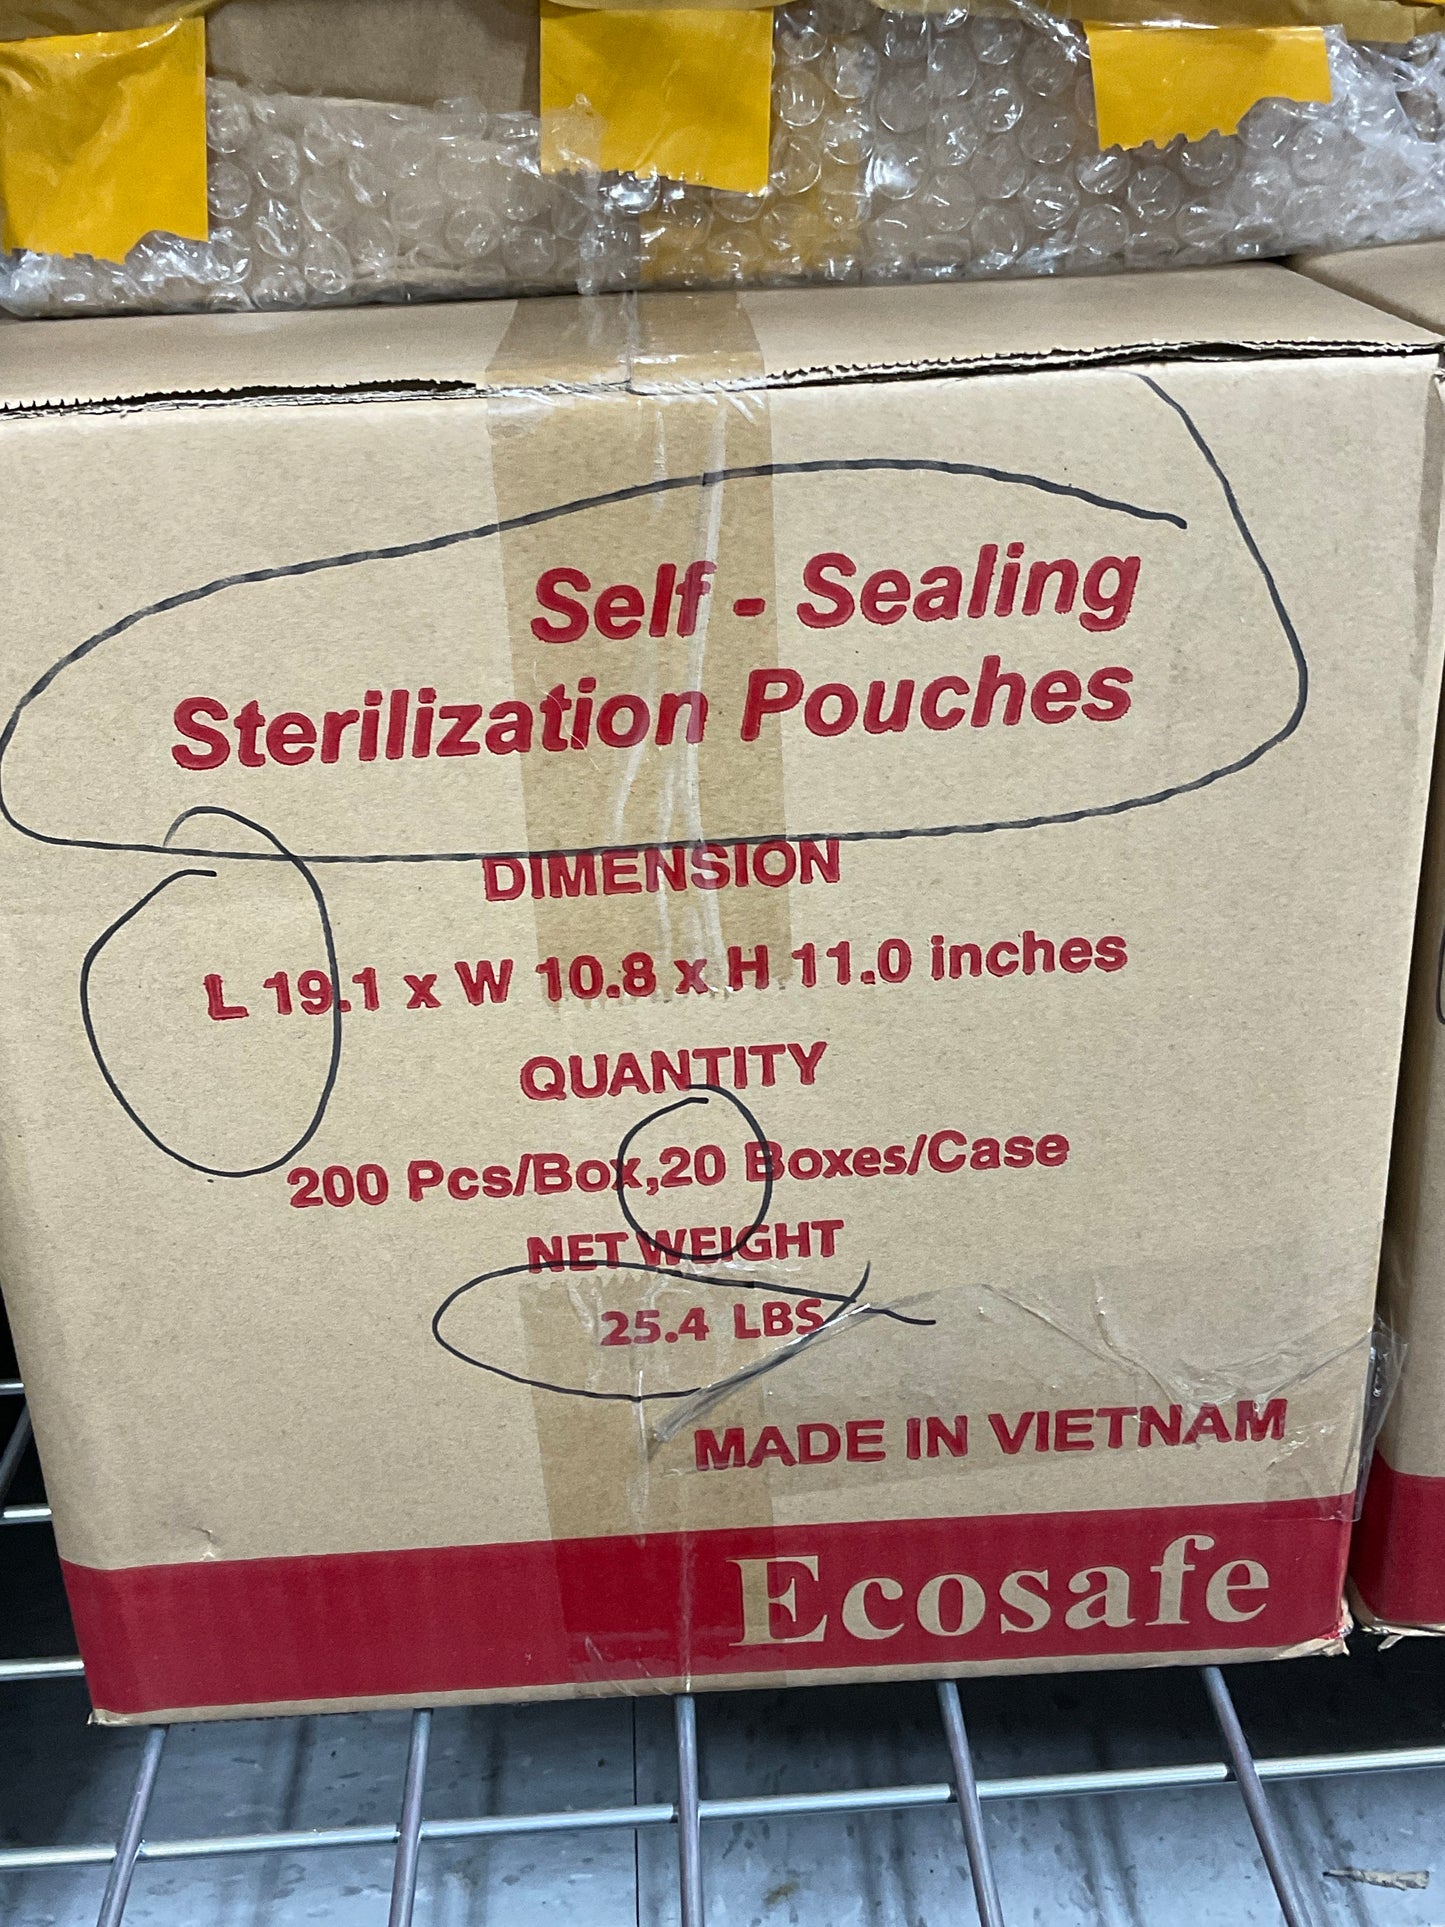 Self - Sealing
Sterilization Pouches
DIMENSION
L 19.1 x W 10.8 x H 11.0 inches
QUANTITY
200 Pcs/Box,20 Boxes/Case
NET WEIGHT
25.4 LBS
MADE IN VIETNAM
Ecosafe